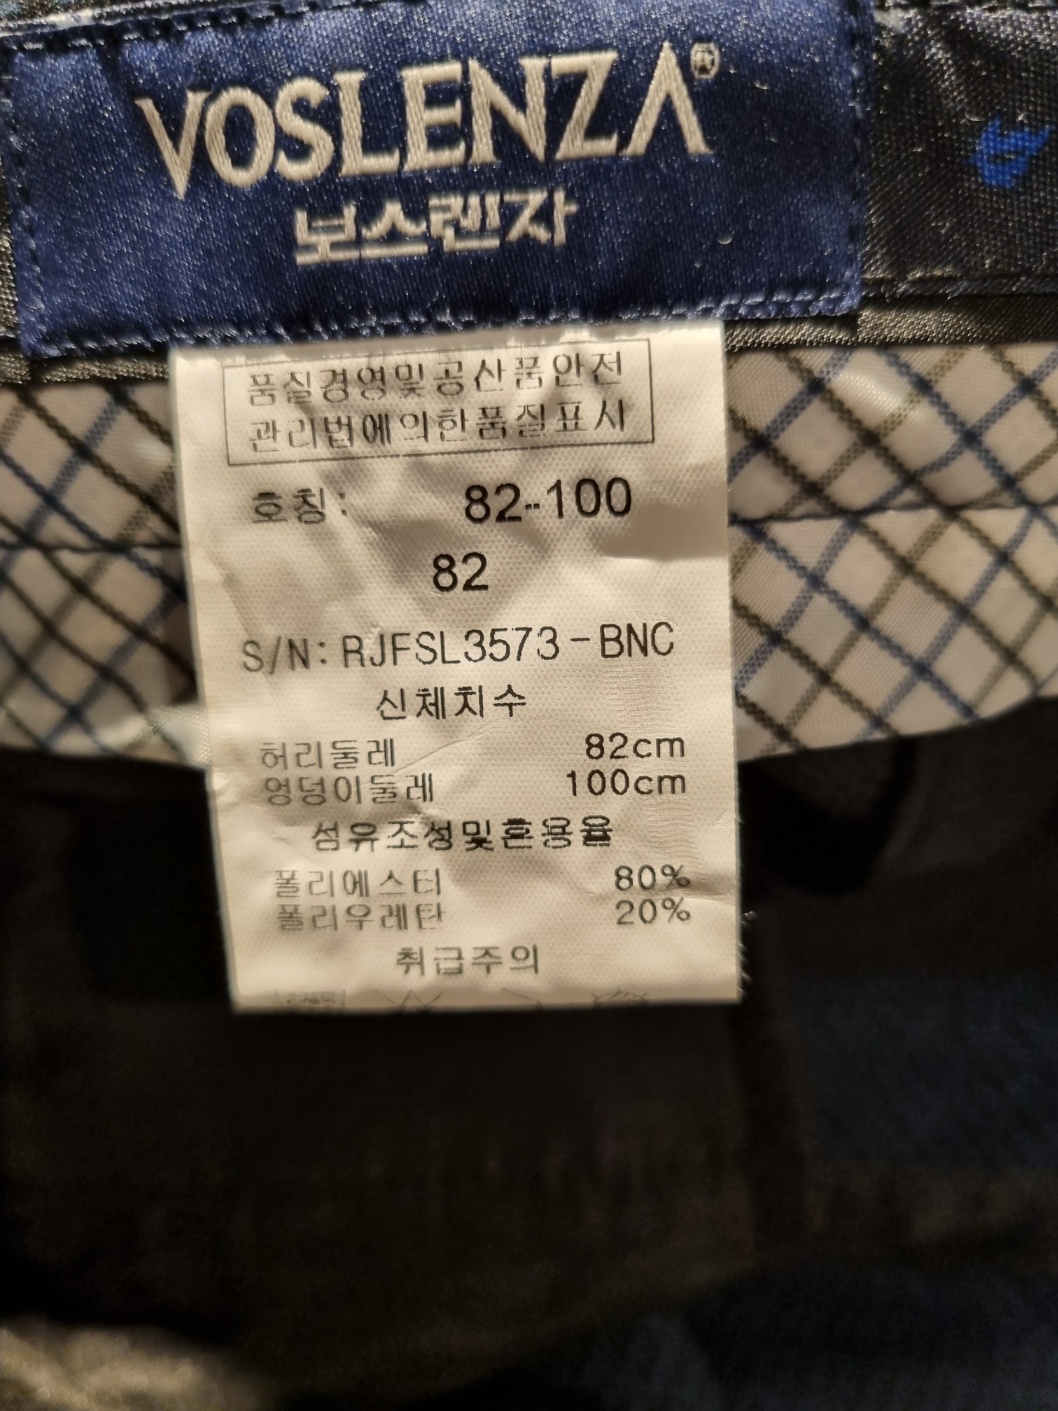 VOSLENZA®
보스렌자
품질경영및공산품안전
관리법에의한품질표시
호칭: 82-100
82
S/N: RJFSL3573-BNC
신체치수
허리둘레 82cm
엉덩이둘레 100cm
섬유조성및혼용율
폴리에스터 80%
폴리우레탄 20%
취급주의